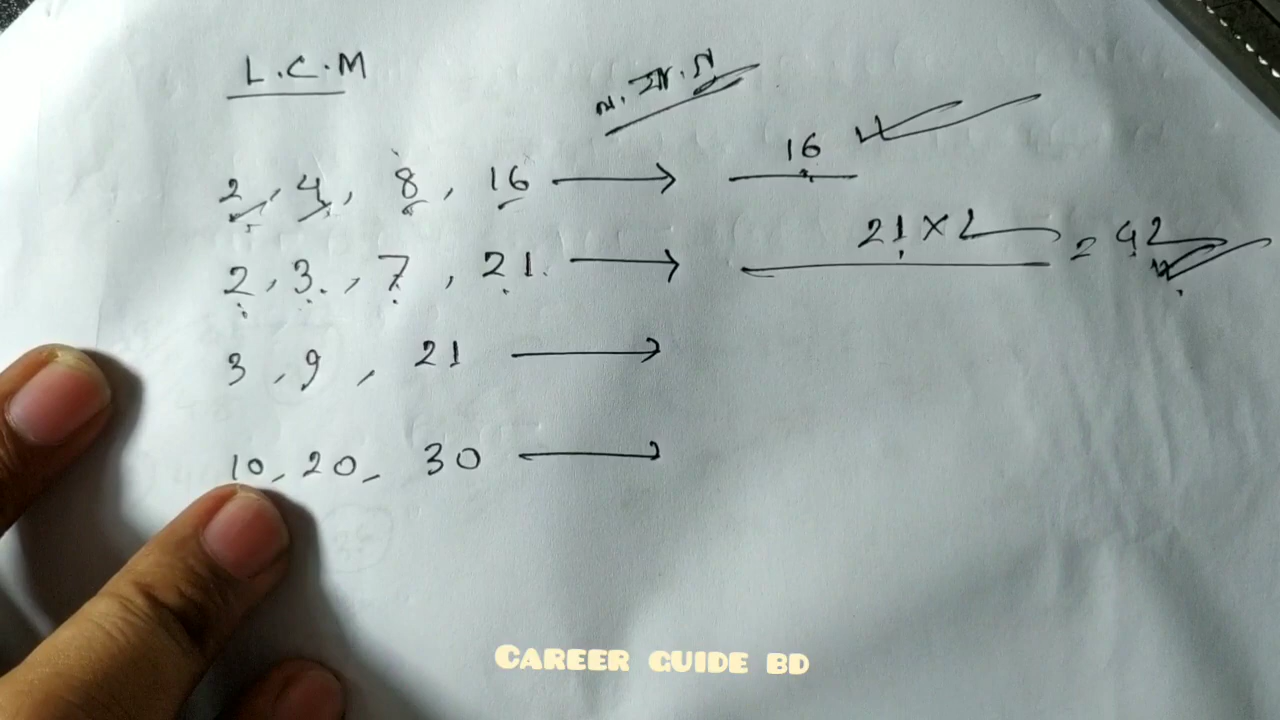 L.C.M
ল.সা.গু
2, 4, 8, 16 → 16
2, 3, 7, 21 → 21 × 2 = 42
3, 9, 21 →
10, 20, 30 →
CAREER GUIDE BD